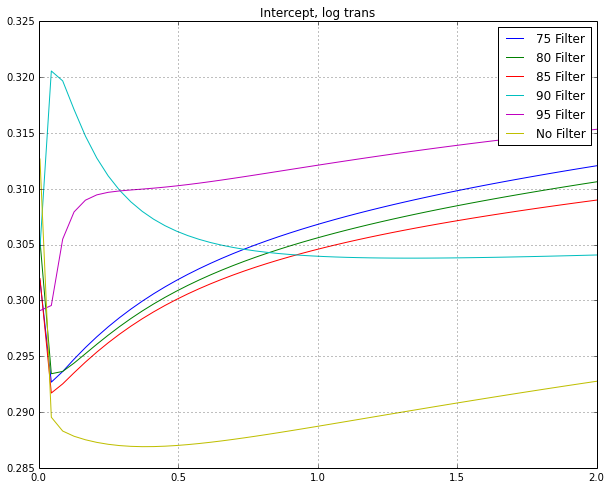 Intercept, log trans
0.325
0.320
0.315
0.310
0.305
0.300
0.295
0.290
0.285
75 Filter
80 Filter
85 Filter
90 Filter
95 Filter
No Filter
0.0 0.5 1.0 1.5 2.0